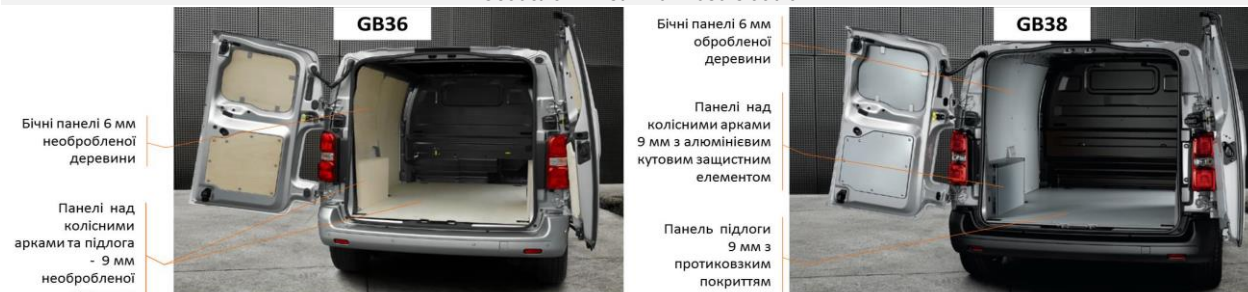 GB36
Бічні панелі 6 мм
необробленої
деревини
Панелі над
колісними
арками та підлога
- 9 мм
необробленої
Бічні панелі 6 мм
обробленої
деревини
GB38
Панелі над
колісними арками
9 мм з алюмінієвим
кутовим защистним
елементом
Панель підлоги
9 мм з
протиковзким
покриттям